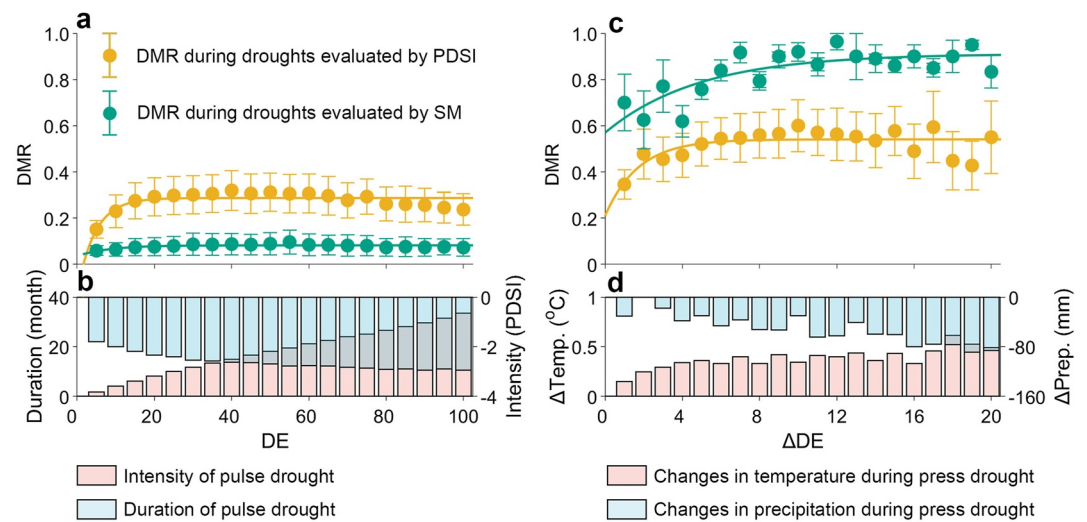 a
1.0
0.8
0.6
0.4
0.2
0
DMR
DMR during droughts evaluated by PDSI
DMR during droughts evaluated by SM
b
40
20
0
Duration (month)
0
-2
-4
Intensity (PDSI)
0 20 40 60 80 100
DE
Intensity of pulse drought
Duration of pulse drought
c
1.0
0.8
0.6
0.4
0.2
0
DMR
d
1
0.5
0
ΔTemp. (°C)
0
-80
-160
ΔPrep. (mm)
0 4 8 12 16 20
ΔDE
Changes in temperature during press drought
Changes in precipitation during press drought